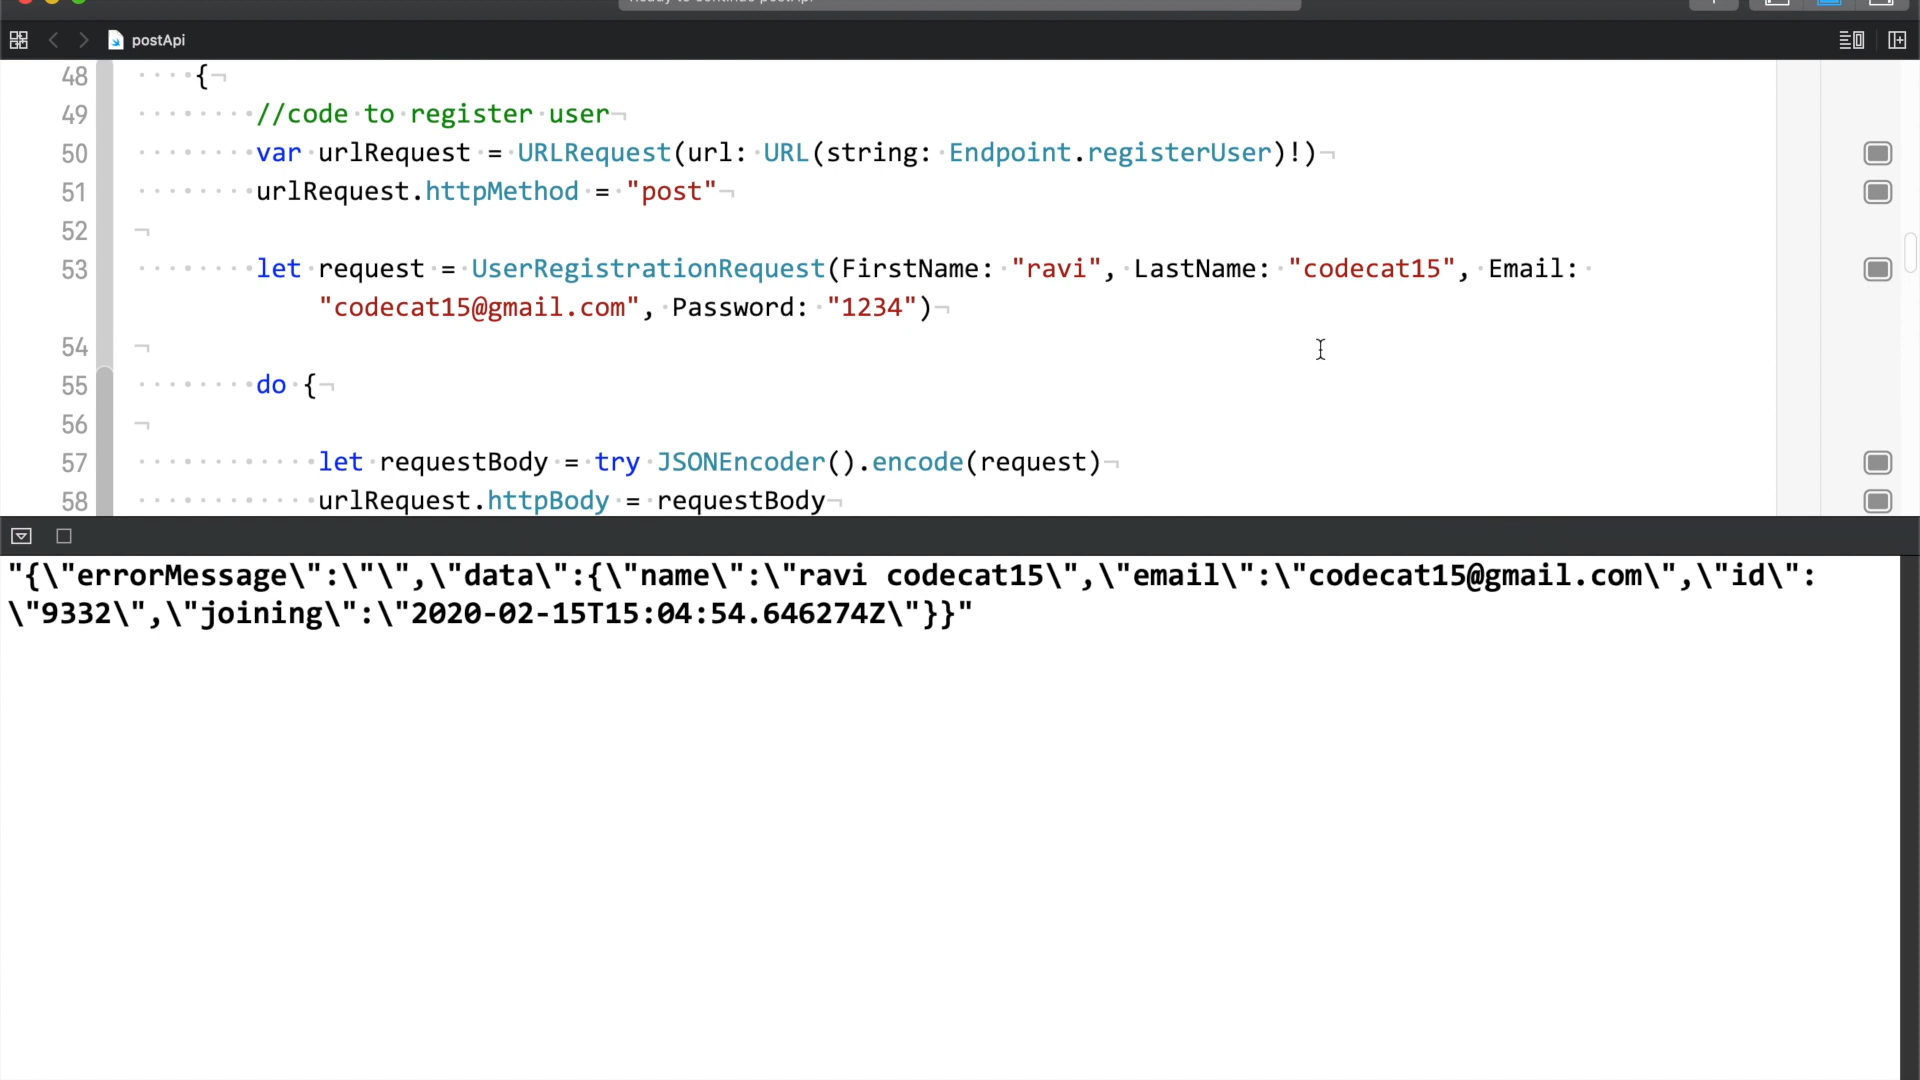 postApi
48 {
49 //code to register user
50 var urlRequest = URLRequest(url: URL(string: Endpoint.registerUser)!)
51 urlRequest.httpMethod = "post"
52
53 let request = UserRegistrationRequest(FirstName: "ravi", LastName: "codecat15", Email:
"codecat15@gmail.com", Password: "1234")
54
55 do {
56
57 let requestBody = try JSONEncoder().encode(request)
58 urlRequest.httpBody = requestBody
"{\"errorMessage\":\"\",\"data\":{\"name\":\"ravi codecat15\",\"email\":\"codecat15@gmail.com\",\"id\":
\"9332\",\"joining\":\"2020-02-15T15:04:54.646274Z\"}}"